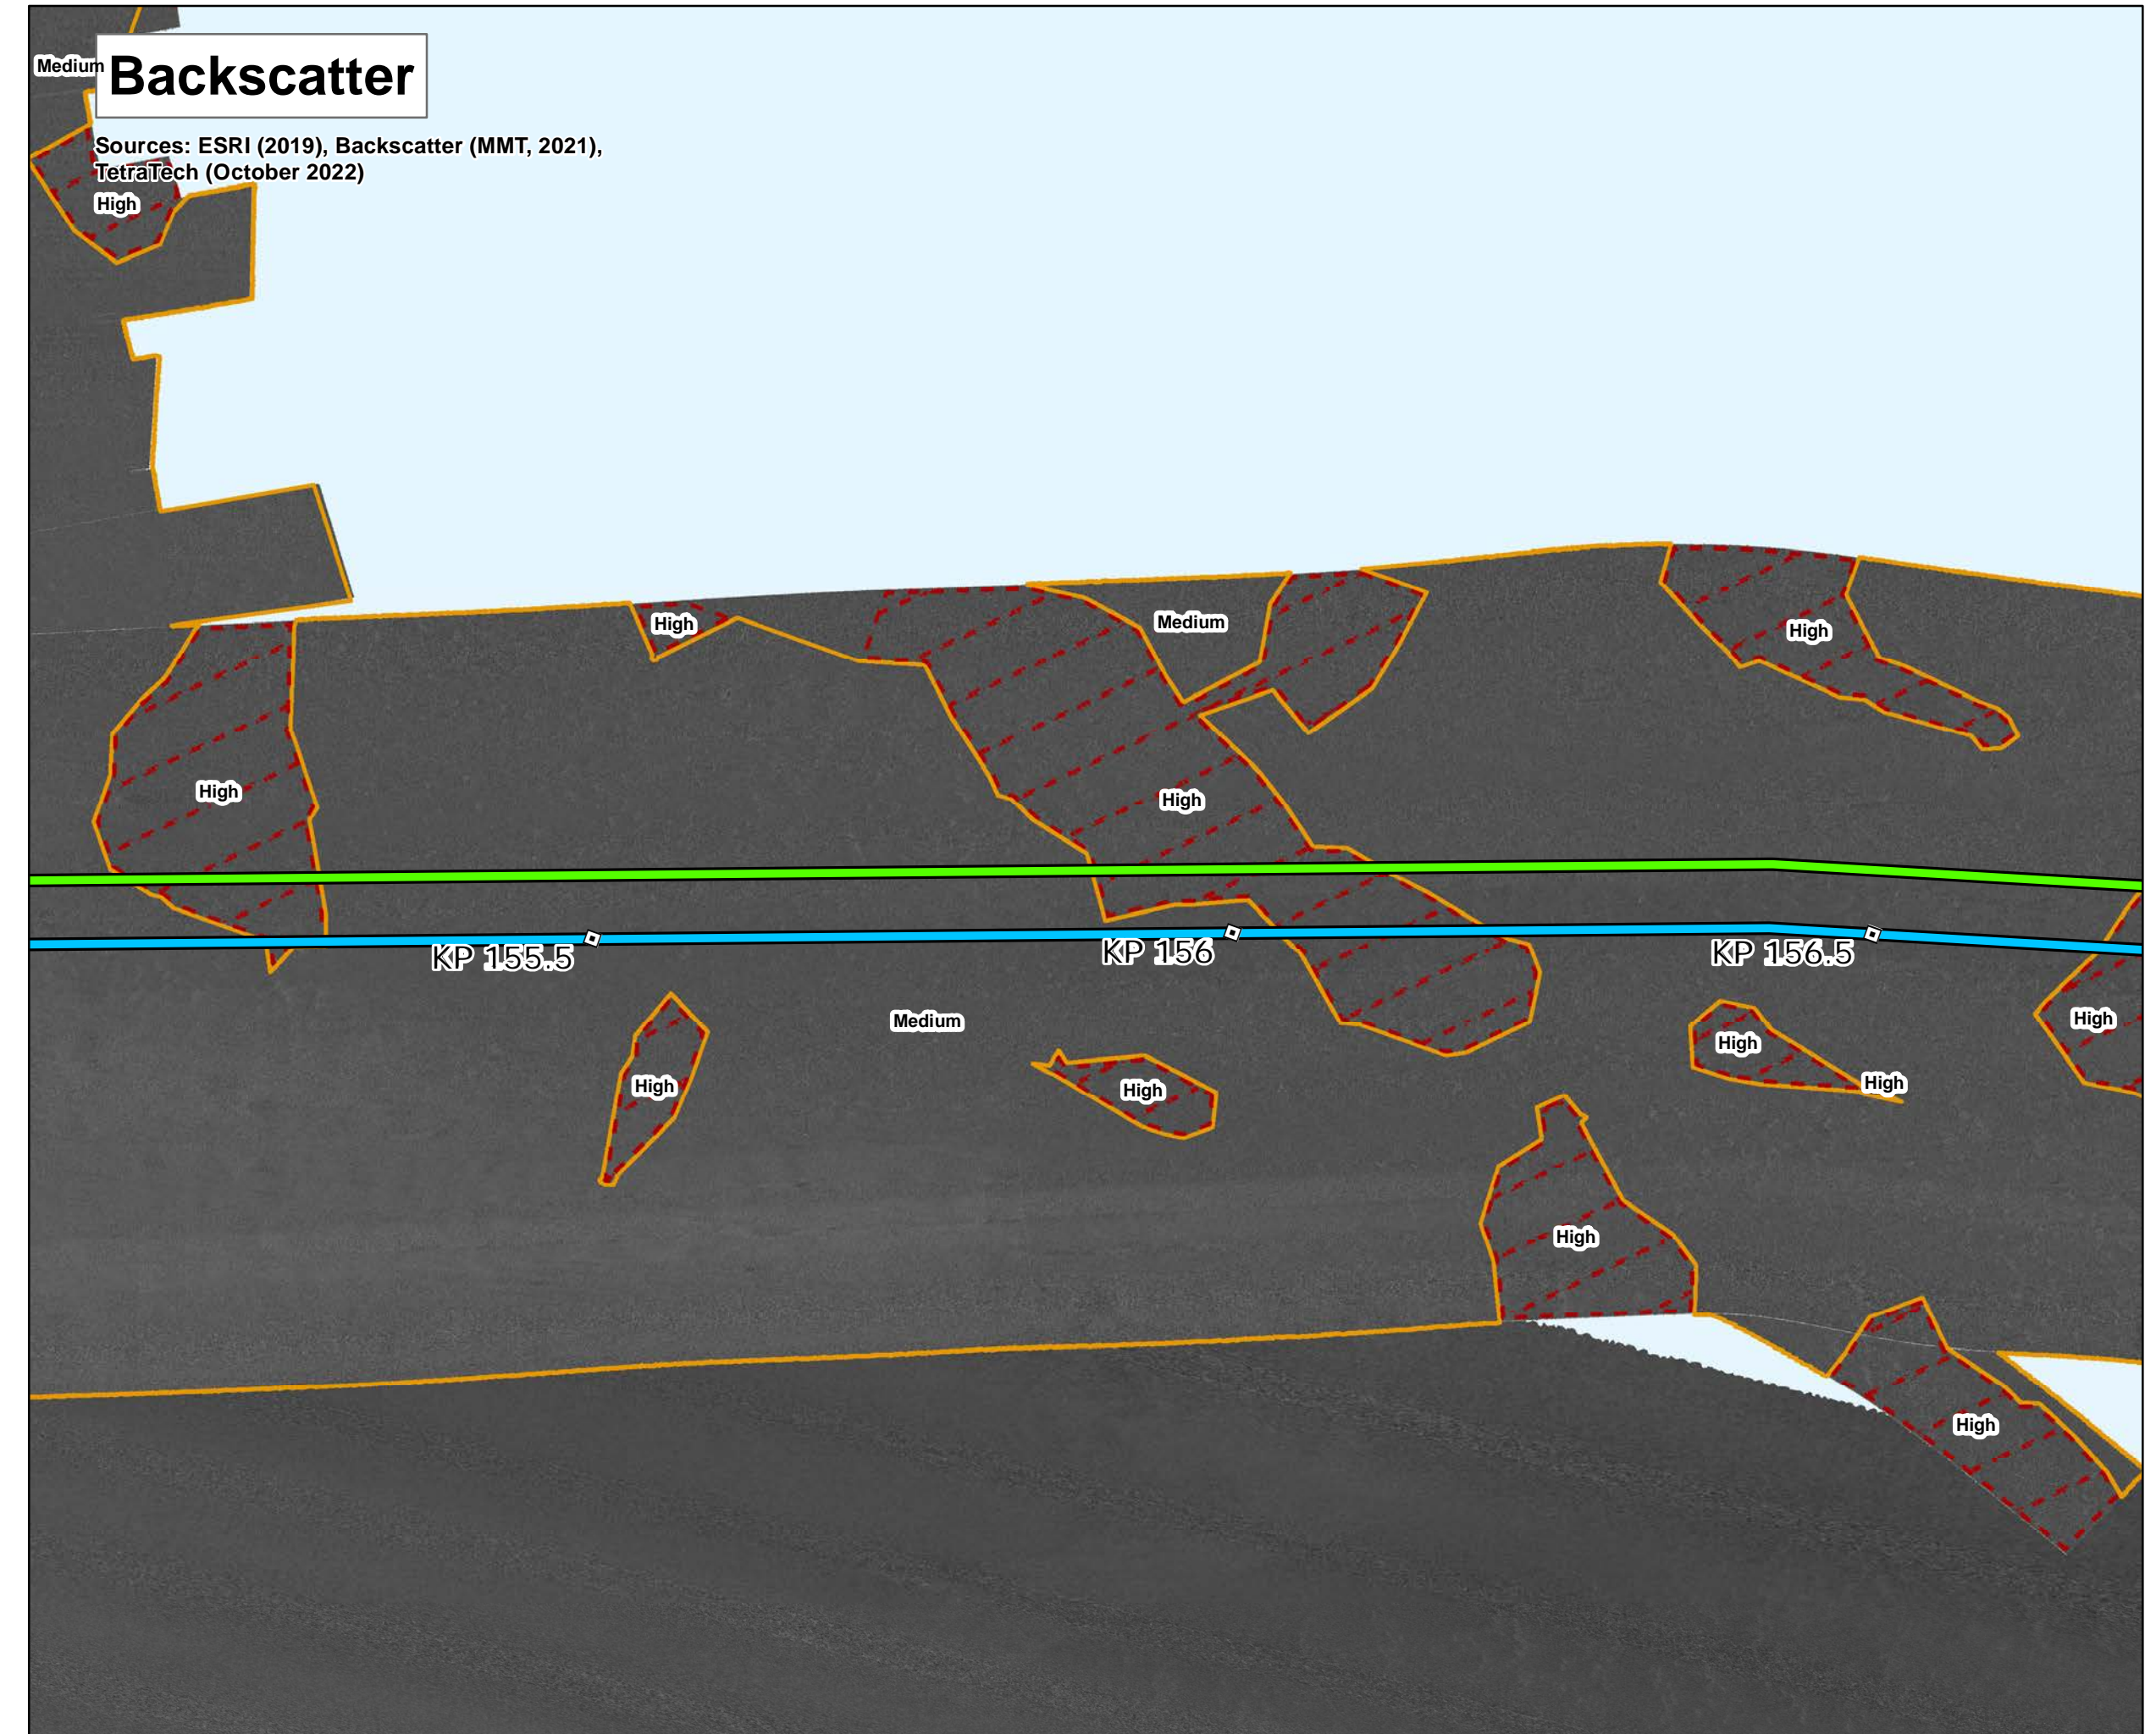 Medium
Backscatter
Sources: ESRI (2019), Backscatter (MMT, 2021),
TetraTech (October 2022)
High
High
Medium
High
High
High
KP 155.5
KP 156
KP 156.5
Medium
High
High
High
High
High
High
High